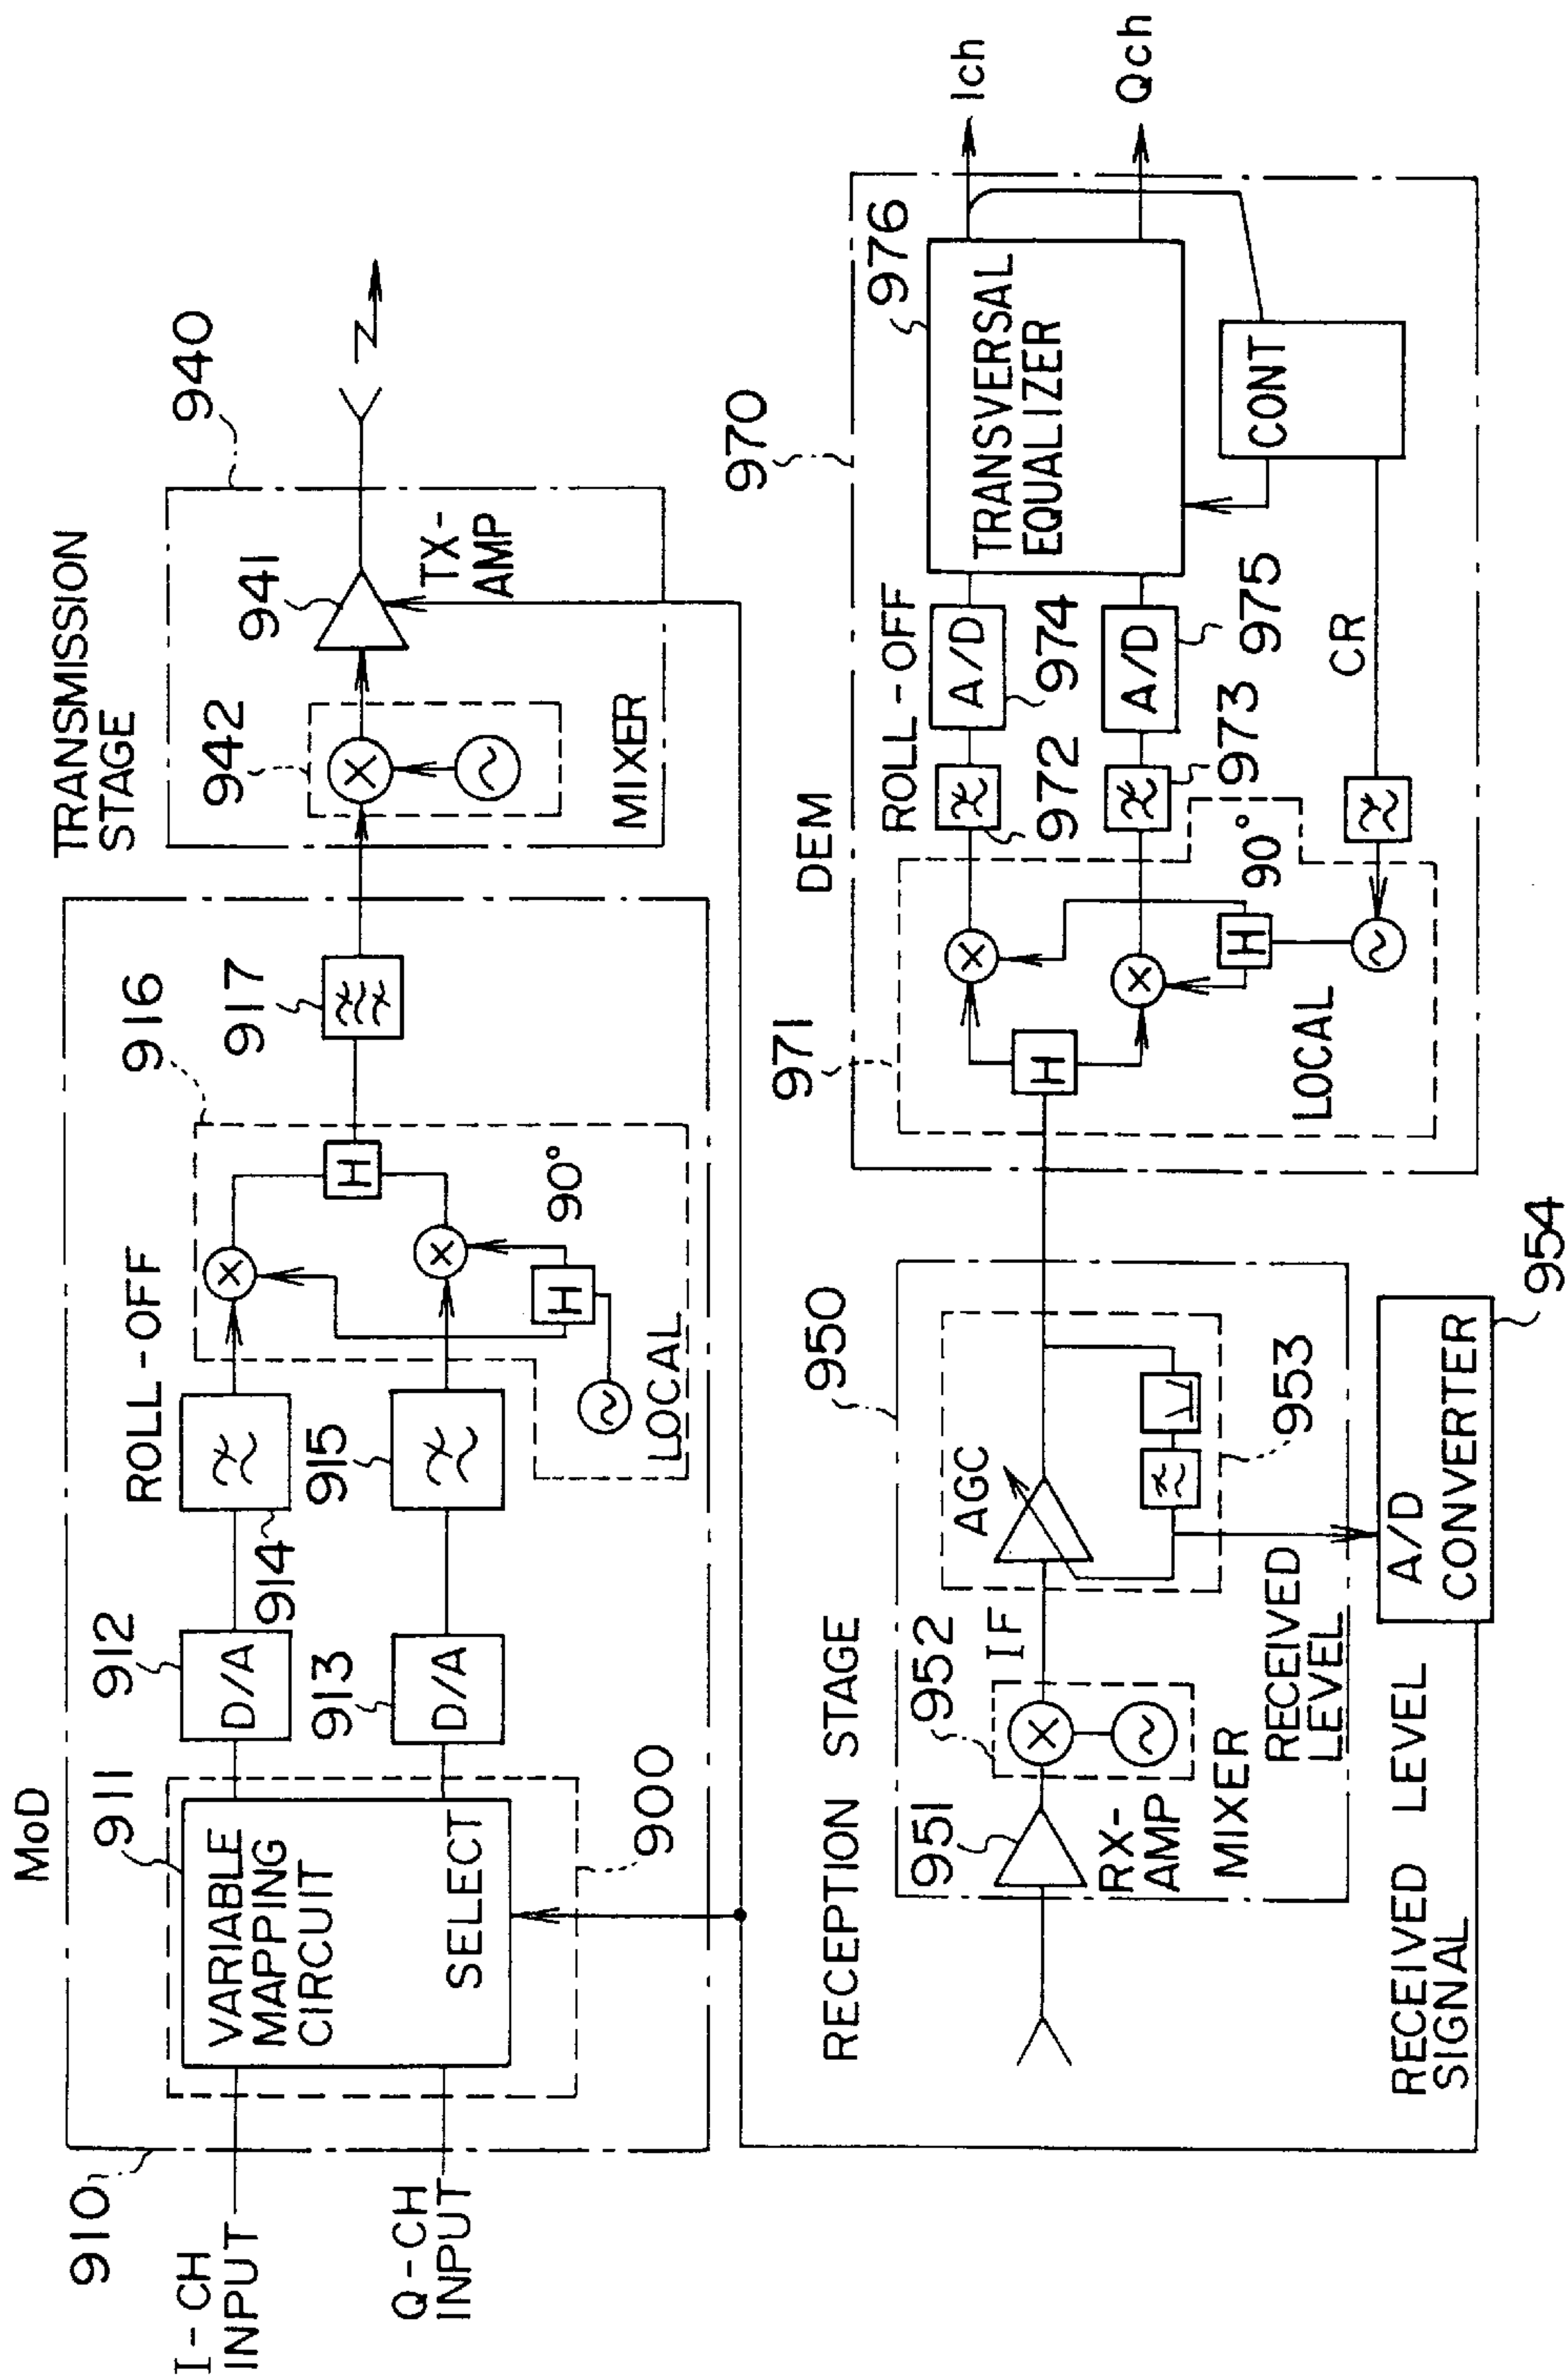 MoD
910
I-CH
INPUT
Q-CH
INPUT
911
VARIABLE
MAPPING
CIRCUIT
SELECT
900
912
D/A
913
D/A
914
915
ROLL-OFF
916
H
90°
H
LOCAL
917
TRANSMISSION
STAGE
940
942
MIXER
941
TX-
AMP
RECEPTION STAGE
950
951
RX-
AMP
952
MIXER
IF
AGC
953
RECEIVED
LEVEL
RECEIVED LEVEL
SIGNAL
A/D
CONVERTER
954
DEM
970
971
H
H
90°
LOCAL
ROLL-OFF
972
973
A/D
974
A/D
975
CR
976
TRANSVERSAL
EQUALIZER
CONT
Ich
Qch